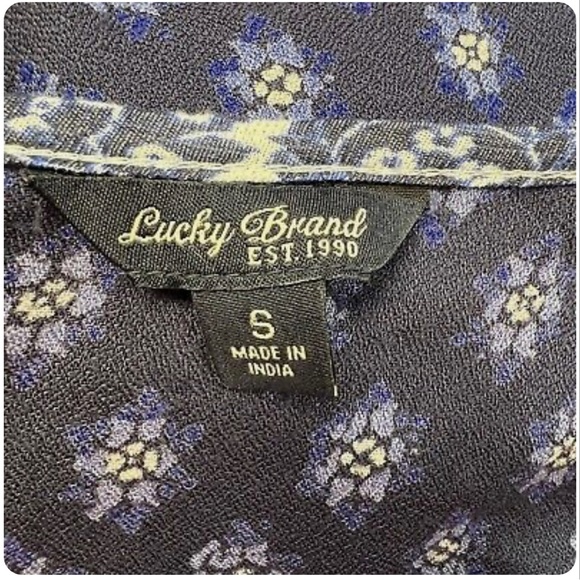 Lucky Brand
EST. 1990
S
MADE IN
INDIA